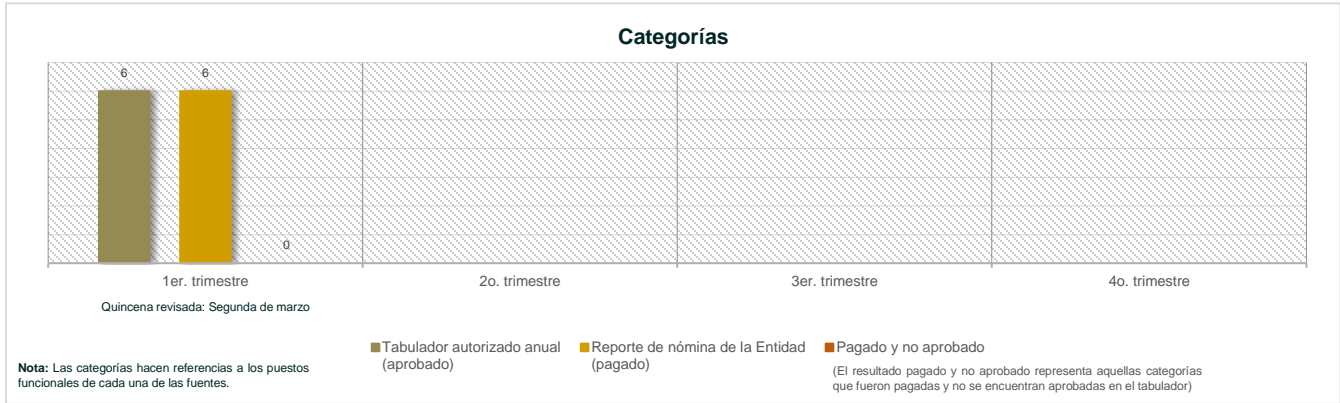 Categorías
6
6
0
1er. trimestre
2o. trimestre
3er. trimestre
4o. trimestre
Quincena revisada: Segunda de marzo
Tabulador autorizado anual
(aprobado)
Reporte de nómina de la Entidad
(pagado)
Pagado y no aprobado
(El resultado pagado y no aprobado representa aquellas categorías
que fueron pagadas y no se encuentran aprobadas en el tabulador)
Nota: Las categorías hacen referencias a los puestos
funcionales de cada una de las fuentes.